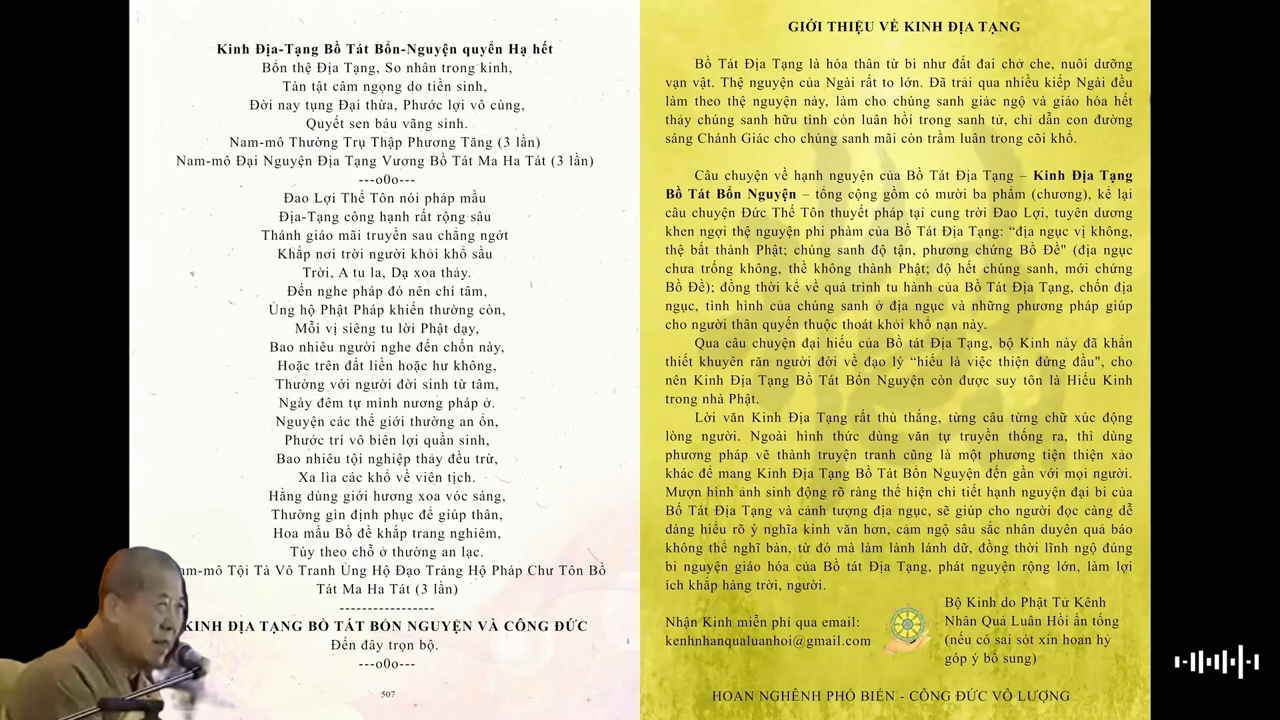 Kinh Địa-Tạng Bồ Tát Bổn-Nguyện quyển Hạ hết
Bổn thệ Địa Tạng, So nhân trong kinh,
Tàn tật câm ngọng do tiền sinh,
Đời nay tụng Đại thừa, Phước lợi vô cùng,
Quyết sen báu vãng sinh.
Nam-mô Thường Trụ Thập Phương Tăng (3 lần)
Nam-mô Đại Nguyện Địa Tạng Vương Bồ Tát Ma Ha Tát (3 lần)
---o0o---
Đao Lợi Thế Tôn nói pháp mầu
Địa-Tạng công hạnh rất rộng sâu
Thánh giáo mãi truyền sau chẳng ngớt
Khắp nơi trời người khỏi khổ sầu
Trời, A tu la, Dạ xoa thảy.
Đến nghe pháp đó nên chí tâm,
Ủng hộ Phật Pháp khiến thường còn,
Mỗi vị siêng tu lời Phật dạy,
Bao nhiêu người nghe đến chốn này,
Hoặc trên đất liền hoặc hư không,
Thường với người đời sinh từ tâm,
Ngày đêm tự mình nương pháp ở.
Nguyện các thế giới thường an ổn,
Phước trí vô biên lợi quần sinh,
Bao nhiêu tội nghiệp thảy đều trừ,
Xa lìa các khổ về viên tịch.
Hằng dùng giới hương xoa vóc sáng,
Thường gìn định phục để giúp thân,
Hoa mầu Bồ đề khắp trang nghiêm,
Tùy theo chỗ ở thường an lạc.
am-mô Tội Tà Vô Tranh Ủng Hộ Đạo Tràng Hộ Pháp Chư Tôn Bồ
Tát Ma Ha Tát (3 lần)
-----------------
KINH ĐỊA TẠNG BỒ TÁT BỔN NGUYỆN VÀ CÔNG ĐỨC
Đến đây trọn bộ.
---o0o---
507
GIỚI THIỆU VỀ KINH ĐỊA TẠNG
Bồ Tát Địa Tạng là hóa thân từ bi như đất đai chở che, nuôi dưỡng
vạn vật. Thệ nguyện của Ngài rất to lớn. Đã trải qua nhiều kiếp Ngài đều
làm theo thệ nguyện này, làm cho chúng sanh giác ngộ và giáo hóa hết
thảy chúng sanh hữu tình còn luân hồi trong sanh tử, chỉ dẫn con đường
sáng Chánh Giác cho chúng sanh mãi còn trầm luân trong cõi khổ.
Câu chuyện về hạnh nguyện của Bồ Tát Địa Tạng – Kinh Địa Tạng
Bồ Tát Bổn Nguyện – tổng cộng gồm có mười ba phẩm (chương), kể lại
câu chuyện Đức Thế Tôn thuyết pháp tại cung trời Đao Lợi, tuyên dương
khen ngợi thệ nguyện phi phàm của Bồ Tát Địa Tạng: “địa ngục vị không,
thệ bất thành Phật; chúng sanh độ tận, phương chứng Bồ Đề" (địa ngục
chưa trống không, thề không thành Phật; độ hết chúng sanh, mới chứng
Bồ Đề); đồng thời kể về quá trình tu hành của Bồ Tát Địa Tạng, chốn địa
ngục, tình hình của chúng sanh ở địa ngục và những phương pháp giúp
cho người thân quyến thuộc thoát khỏi khổ nạn này.
Qua câu chuyện đại hiếu của Bồ tát Địa Tạng, bộ Kinh này đã khẩn
thiết khuyên răn người đời về đạo lý “hiếu là việc thiện đứng đầu", cho
nên Kinh Địa Tạng Bồ Tát Bổn Nguyện còn được suy tôn là Hiếu Kinh
trong nhà Phật.
Lời văn Kinh Địa Tạng rất thù thắng, từng câu từng chữ xúc động
lòng người. Ngoài hình thức dùng văn tự truyền thống ra, thì dùng
phương pháp vẽ thành truyện tranh cũng là một phương tiện thiện xảo
khác để mang Kinh Địa Tạng Bồ Tát Bổn Nguyện đến gần với mọi người.
Mượn hình ảnh sinh động rõ ràng thể hiện chi tiết hạnh nguyện đại bi của
Bồ Tát Địa Tạng và cảnh tượng địa ngục, sẽ giúp cho người đọc càng dễ
dàng hiểu rõ ý nghĩa kinh văn hơn, cảm ngộ sâu sắc nhân duyên quả báo
không thể nghĩ bàn, từ đó mà làm lành lánh dữ, đồng thời lĩnh ngộ đúng
bi nguyện giáo hóa của Bồ tát Địa Tạng, phát nguyện rộng lớn, làm lợi
ích khắp hàng trời, người.
Nhận Kinh miễn phí qua email:
kenhnhanqualuanhoi@gmail.com
Bộ Kinh do Phật Tử Kênh
Nhân Quả Luân Hồi ấn tống
(nếu có sai sót xin hoan hỷ
góp ý bổ sung)
HOAN NGHÊNH PHỔ BIẾN - CÔNG ĐỨC VÔ LƯỢNG